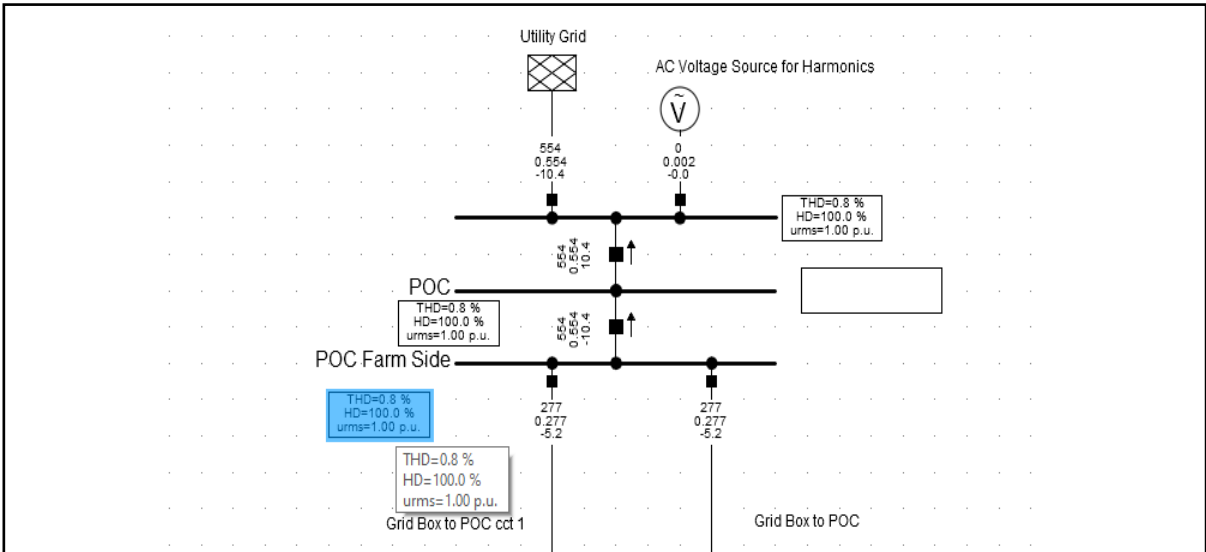 Utility Grid
AC Voltage Source for Harmonics
V
554
0.554
-10.4
0
0.002
-0.0
THD=0.8 %
HD=100.0 %
urms=1.00 p.u.
554
0.554
10.4
POC
THD=0.8 %
HD=100.0 %
urms=1.00 p.u.
554
0.554
-10.4
POC Farm Side
THD=0.8 %
HD=100.0 %
urms=1.00 p.u.
277
0.277
-5.2
277
0.277
-5.2
THD=0.8 %
HD=100.0 %
urms=1.00 p.u.
Grid Box to POC cct 1
Grid Box to POC